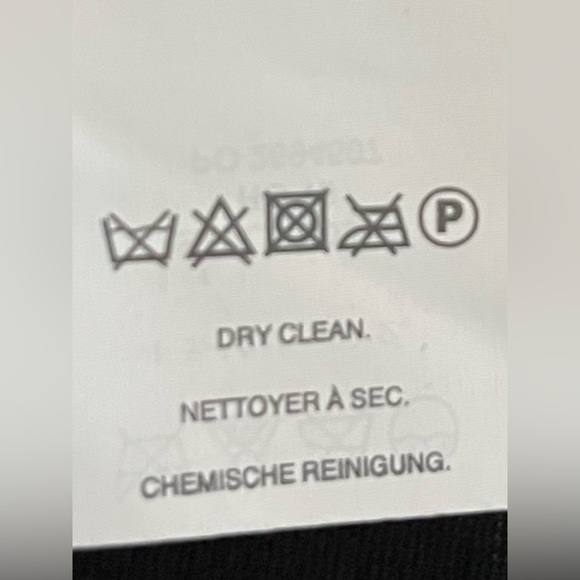 P
DRY CLEAN.
NETTOYER À SEC.
CHEMISCHE REINIGUNG.